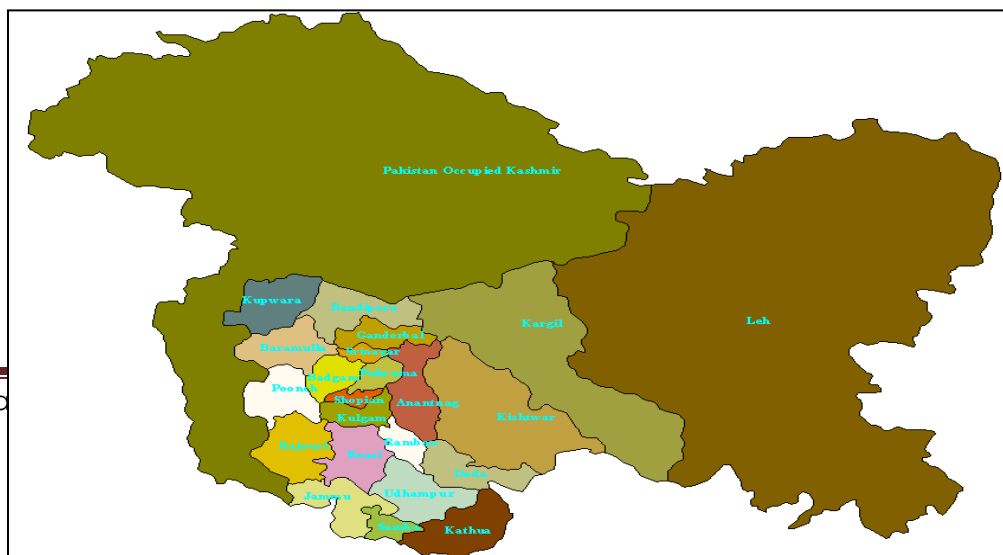 Pakistan Occupied Kashmir
Kupwara
Bandipora
Kargil
Leh
Ganderbal
Baramulla
Srinagar
Badgam
Pulwama
Poonch
Shopian
Anantnag
Kulgam
Kishtwar
Rajouri
Reasi
Ramban
Doda
Jammu
Udhampur
Samba
Kathua